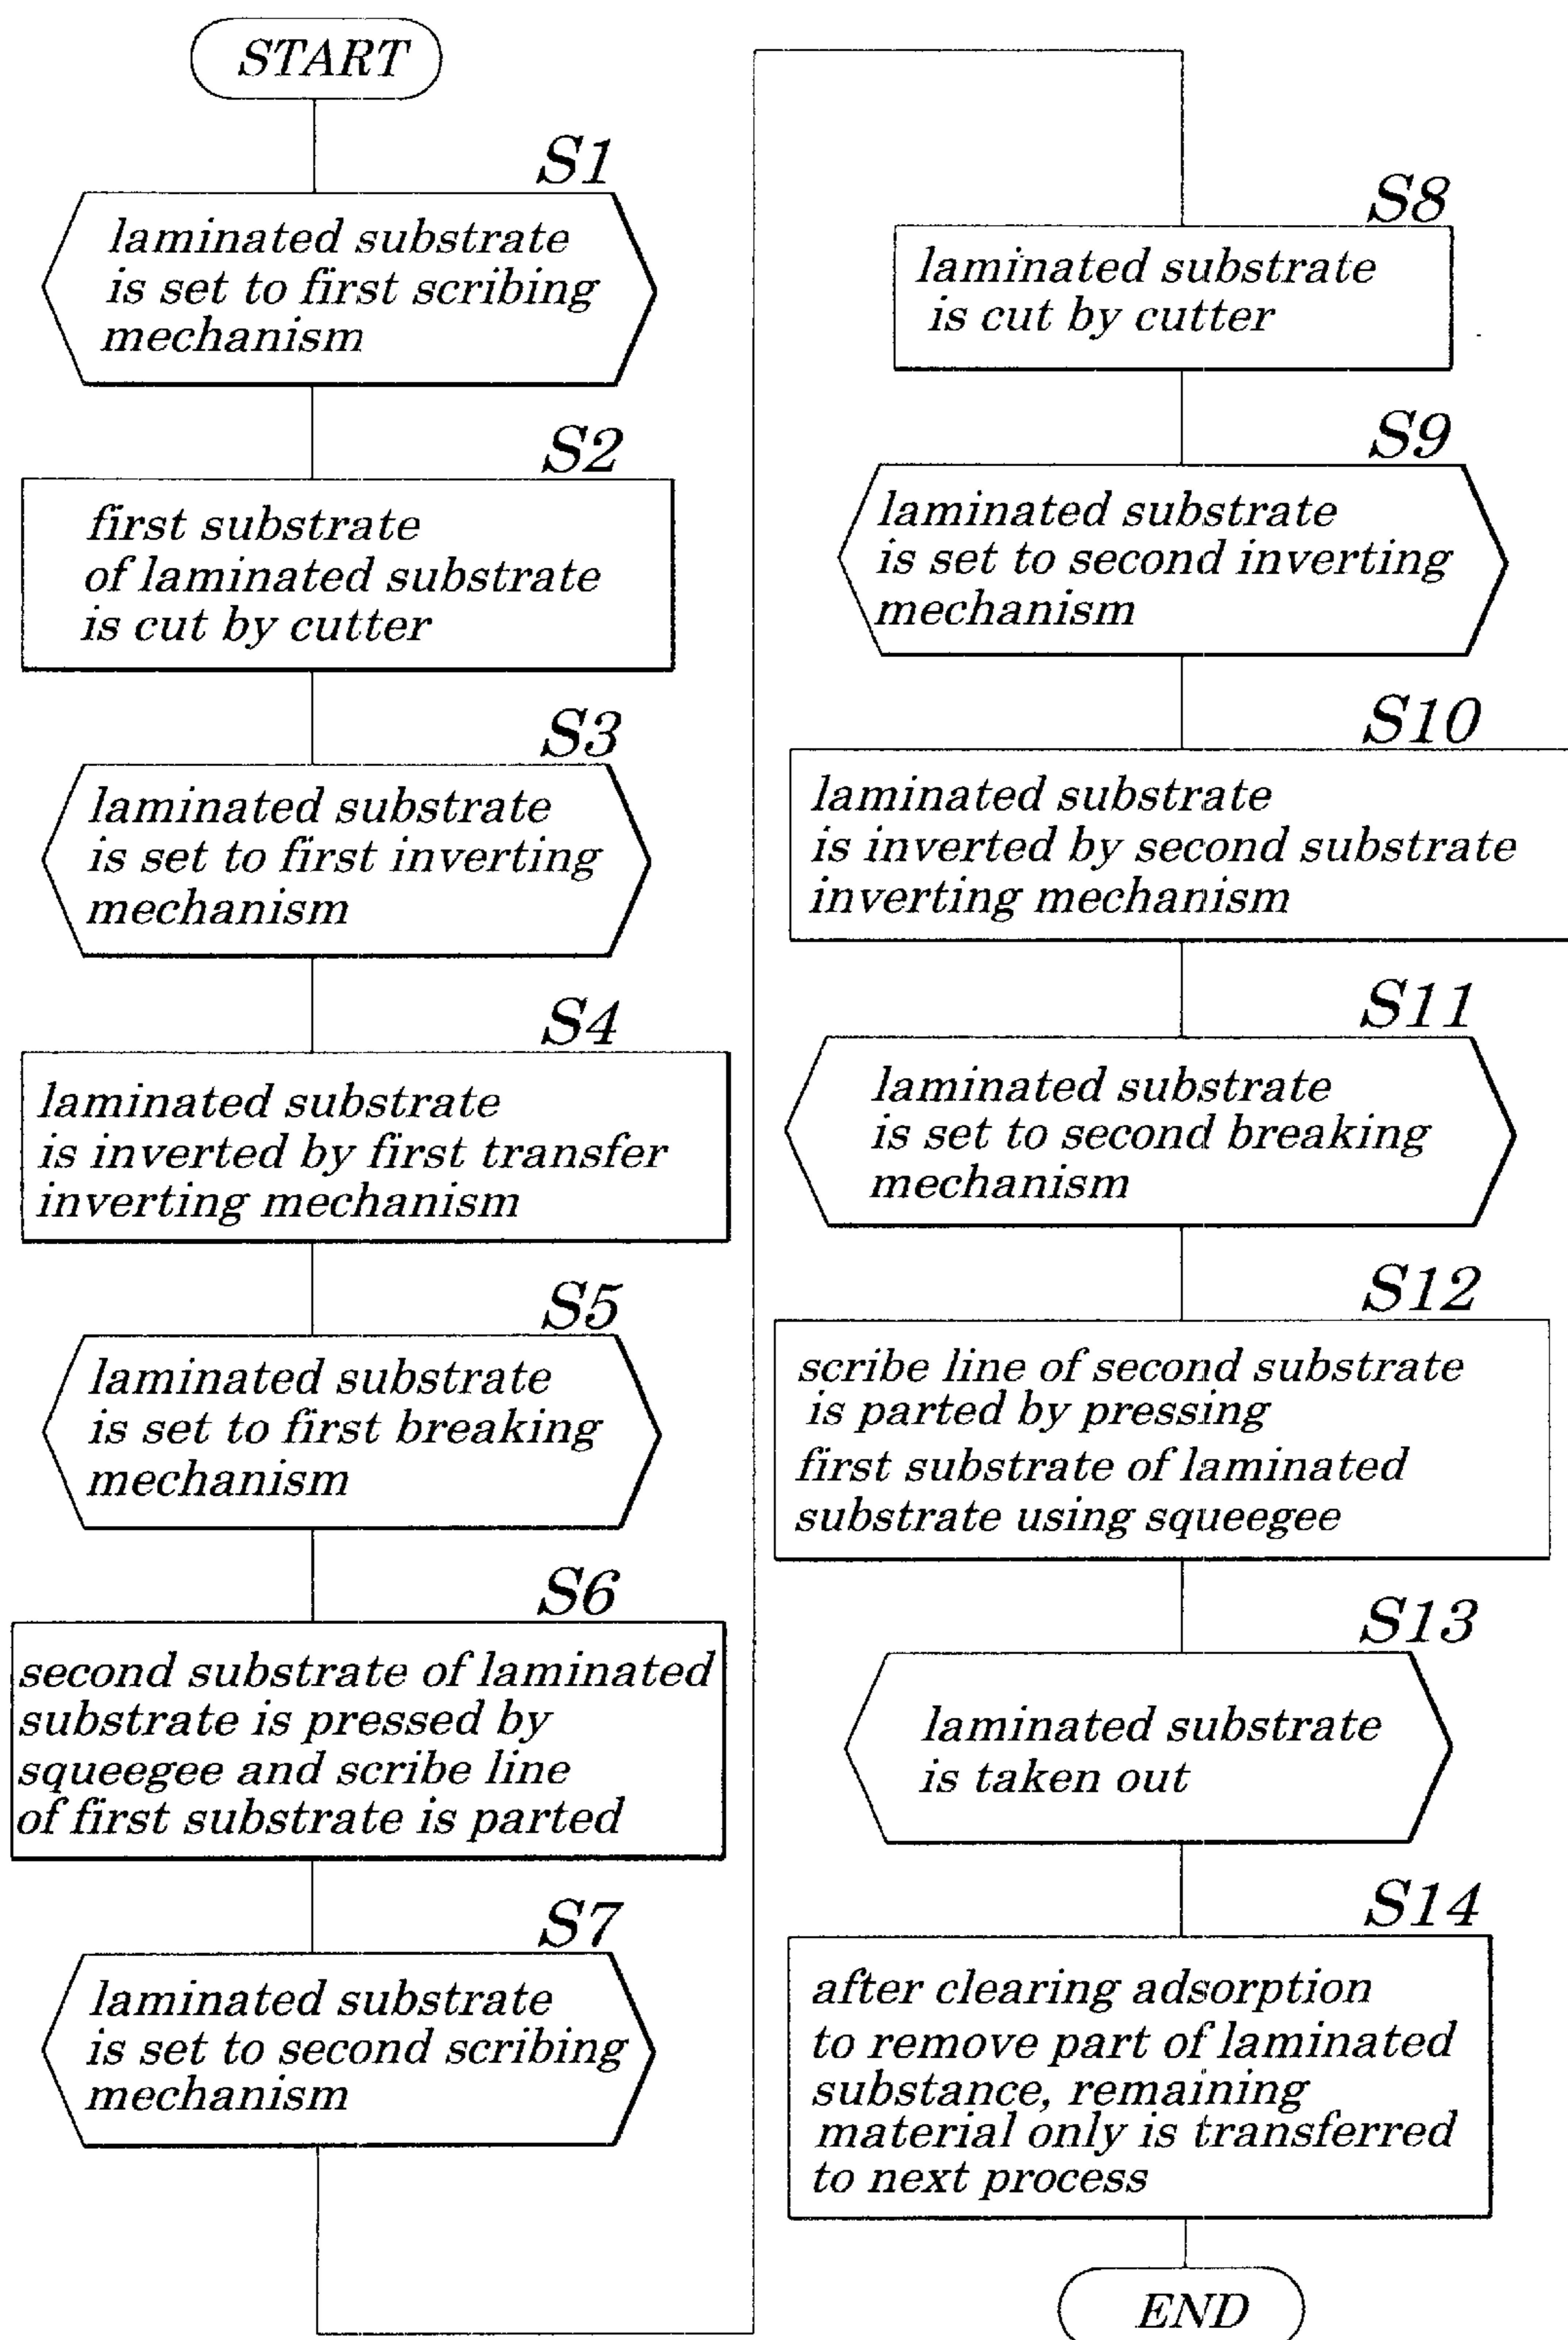 START
S1
laminated substrate
is set to first scribing
mechanism
S2
first substrate
of laminated substrate
is cut by cutter
S3
laminated substrate
is set to first inverting
mechanism
S4
laminated substrate
is inverted by first transfer
inverting mechanism
S5
laminated substrate
is set to first breaking
mechanism
S6
second substrate of laminated
substrate is pressed by
squeegee and scribe line
of first substrate is parted
S7
laminated substrate
is set to second scribing
mechanism
S8
laminated substrate
is cut by cutter
S9
laminated substrate
is set to second inverting
mechanism
S10
laminated substrate
is inverted by second substrate
inverting mechanism
S11
laminated substrate
is set to second breaking
mechanism
S12
scribe line of second substrate
is parted by pressing
first substrate of laminated
substrate using squeegee
S13
laminated substrate
is taken out
S14
after clearing adsorption
to remove part of laminated
substance, remaining
material only is transferred
to next process
END